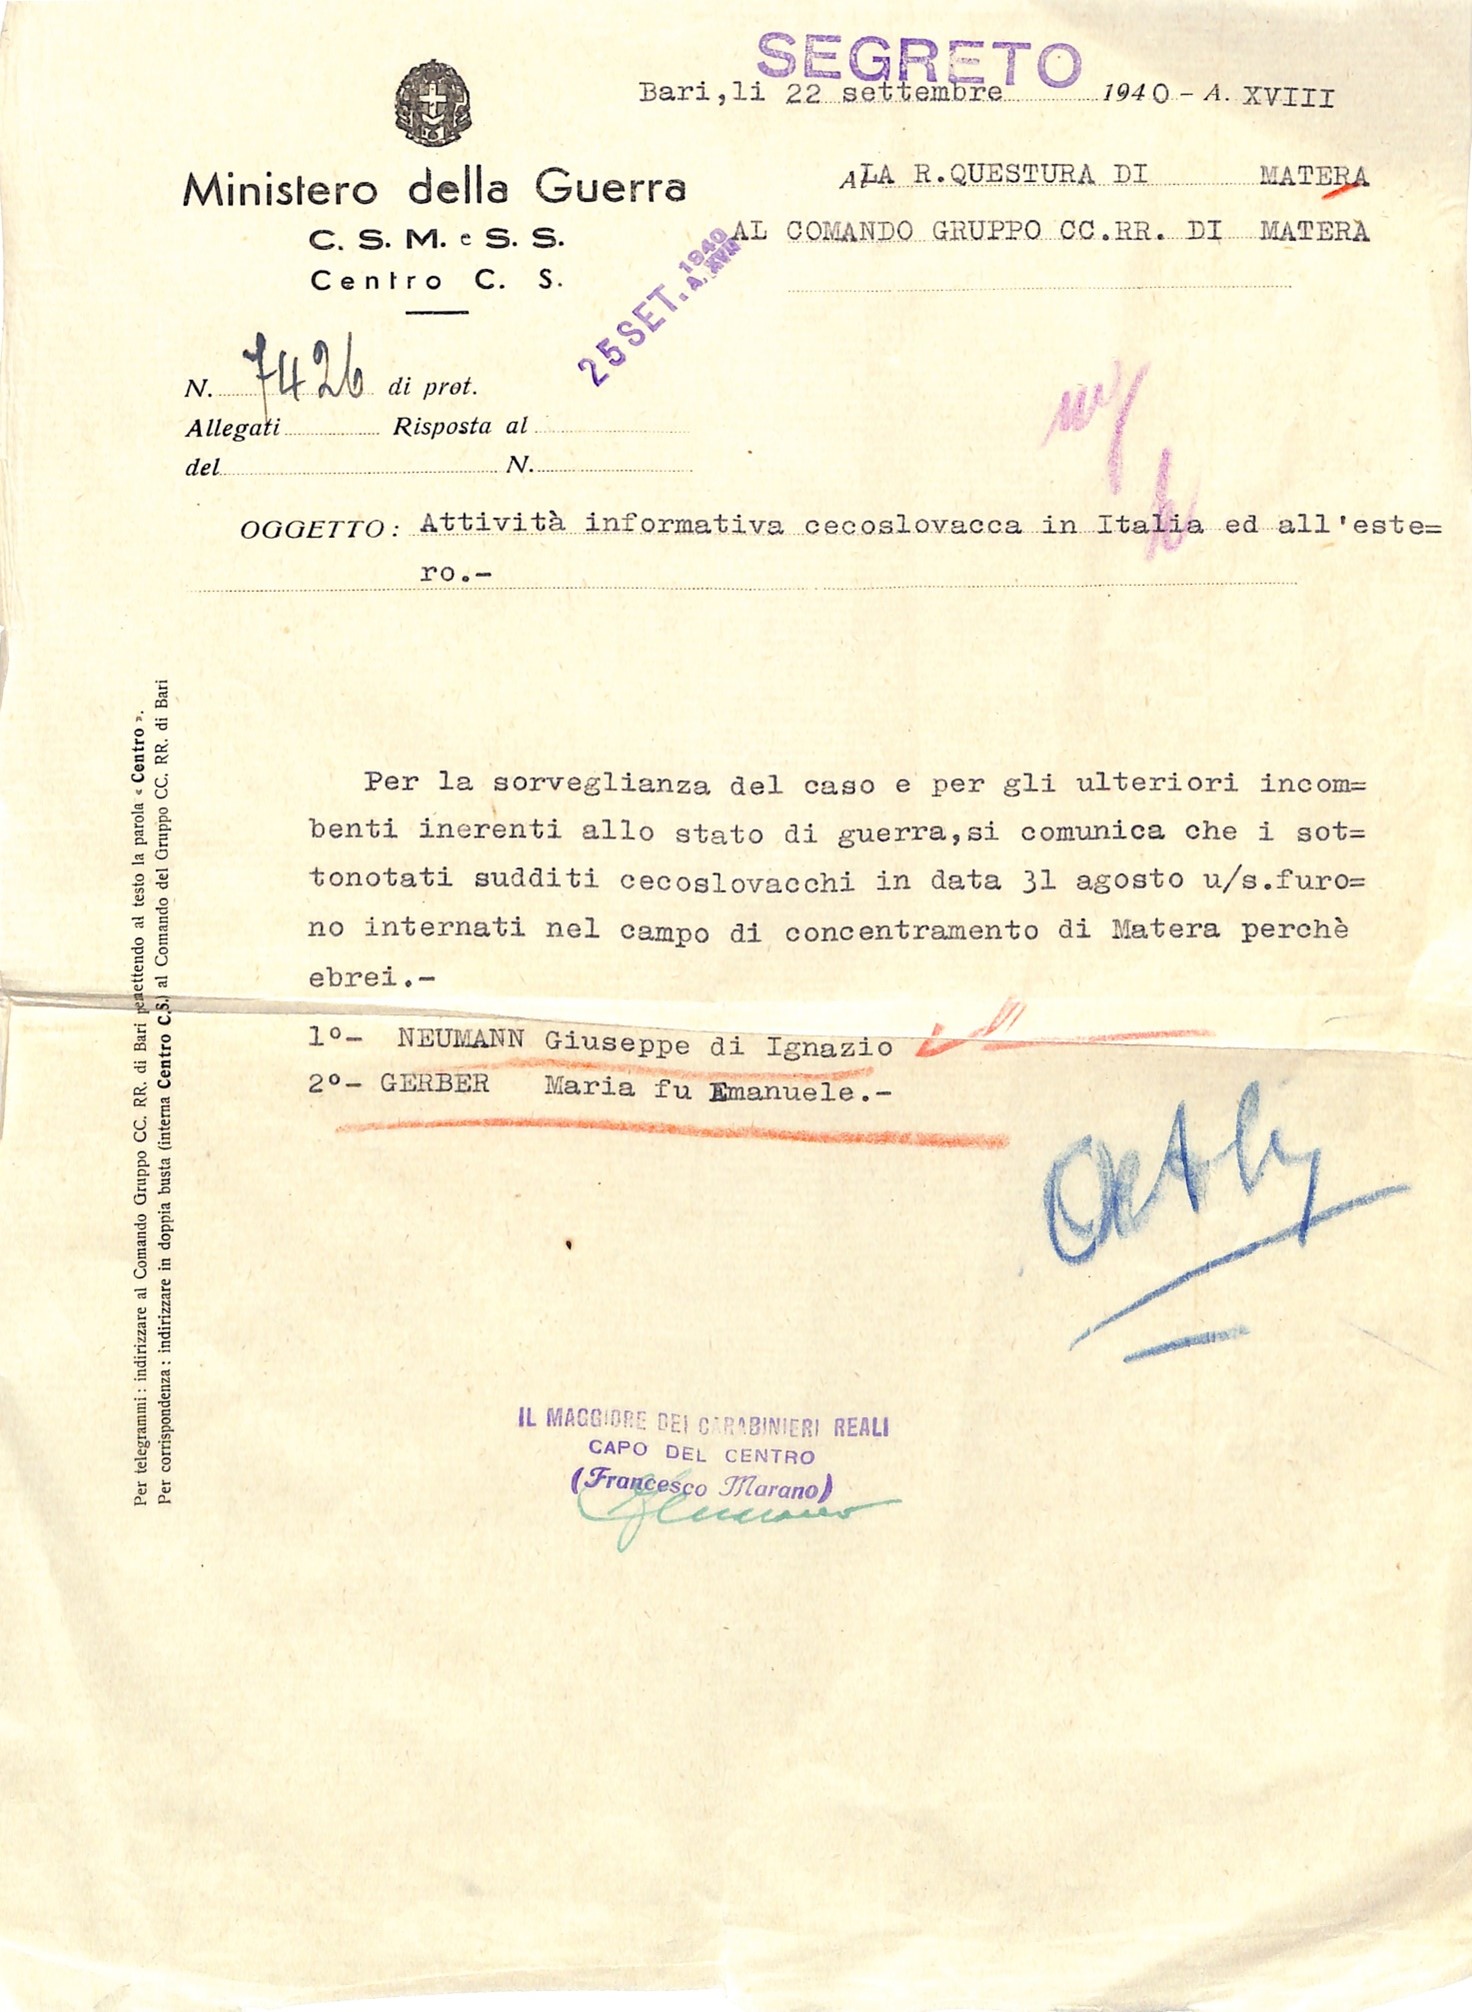 SEGRETO
Bari, li 22 settembre 1940 - A. XVIII
Ministero della Guerra
C. S. M. e S. S.
Centro C. S.
ALA R.QUESTURA DI MATERA
AL COMANDO GRUPPO CC.RR. DI MATERA
25 SET. 1940
A. XVIII
N. 7426 di prot.
Allegati Risposta al
del N.
OGGETTO: Attività informativa cecoslovacca in Italia ed all'este=
ro.-
Per la sorveglianza del caso e per gli ulteriori incom=
benti inerenti allo stato di guerra,si comunica che i sot=
tonotati sudditi cecoslovacchi in data 31 agosto u/s.furo=
no internati nel campo di concentramento di Matera perchè
ebrei.-
1°- NEUMANN Giuseppe di Ignazio
2°- GERBER Maria fu Emanuele.-
IL MAGGIORE DEI CARABINIERI REALI
CAPO DEL CENTRO
(Francesco Marano)
Per telegrammi: indirizzare al Comando Gruppo CC. RR. di Bari pemettendo al testo la parola « Centro ».
Per corrispondenza: indirizzare in doppia busta (interna Centro C.S.) al Comando del Gruppo CC. RR. di Bari